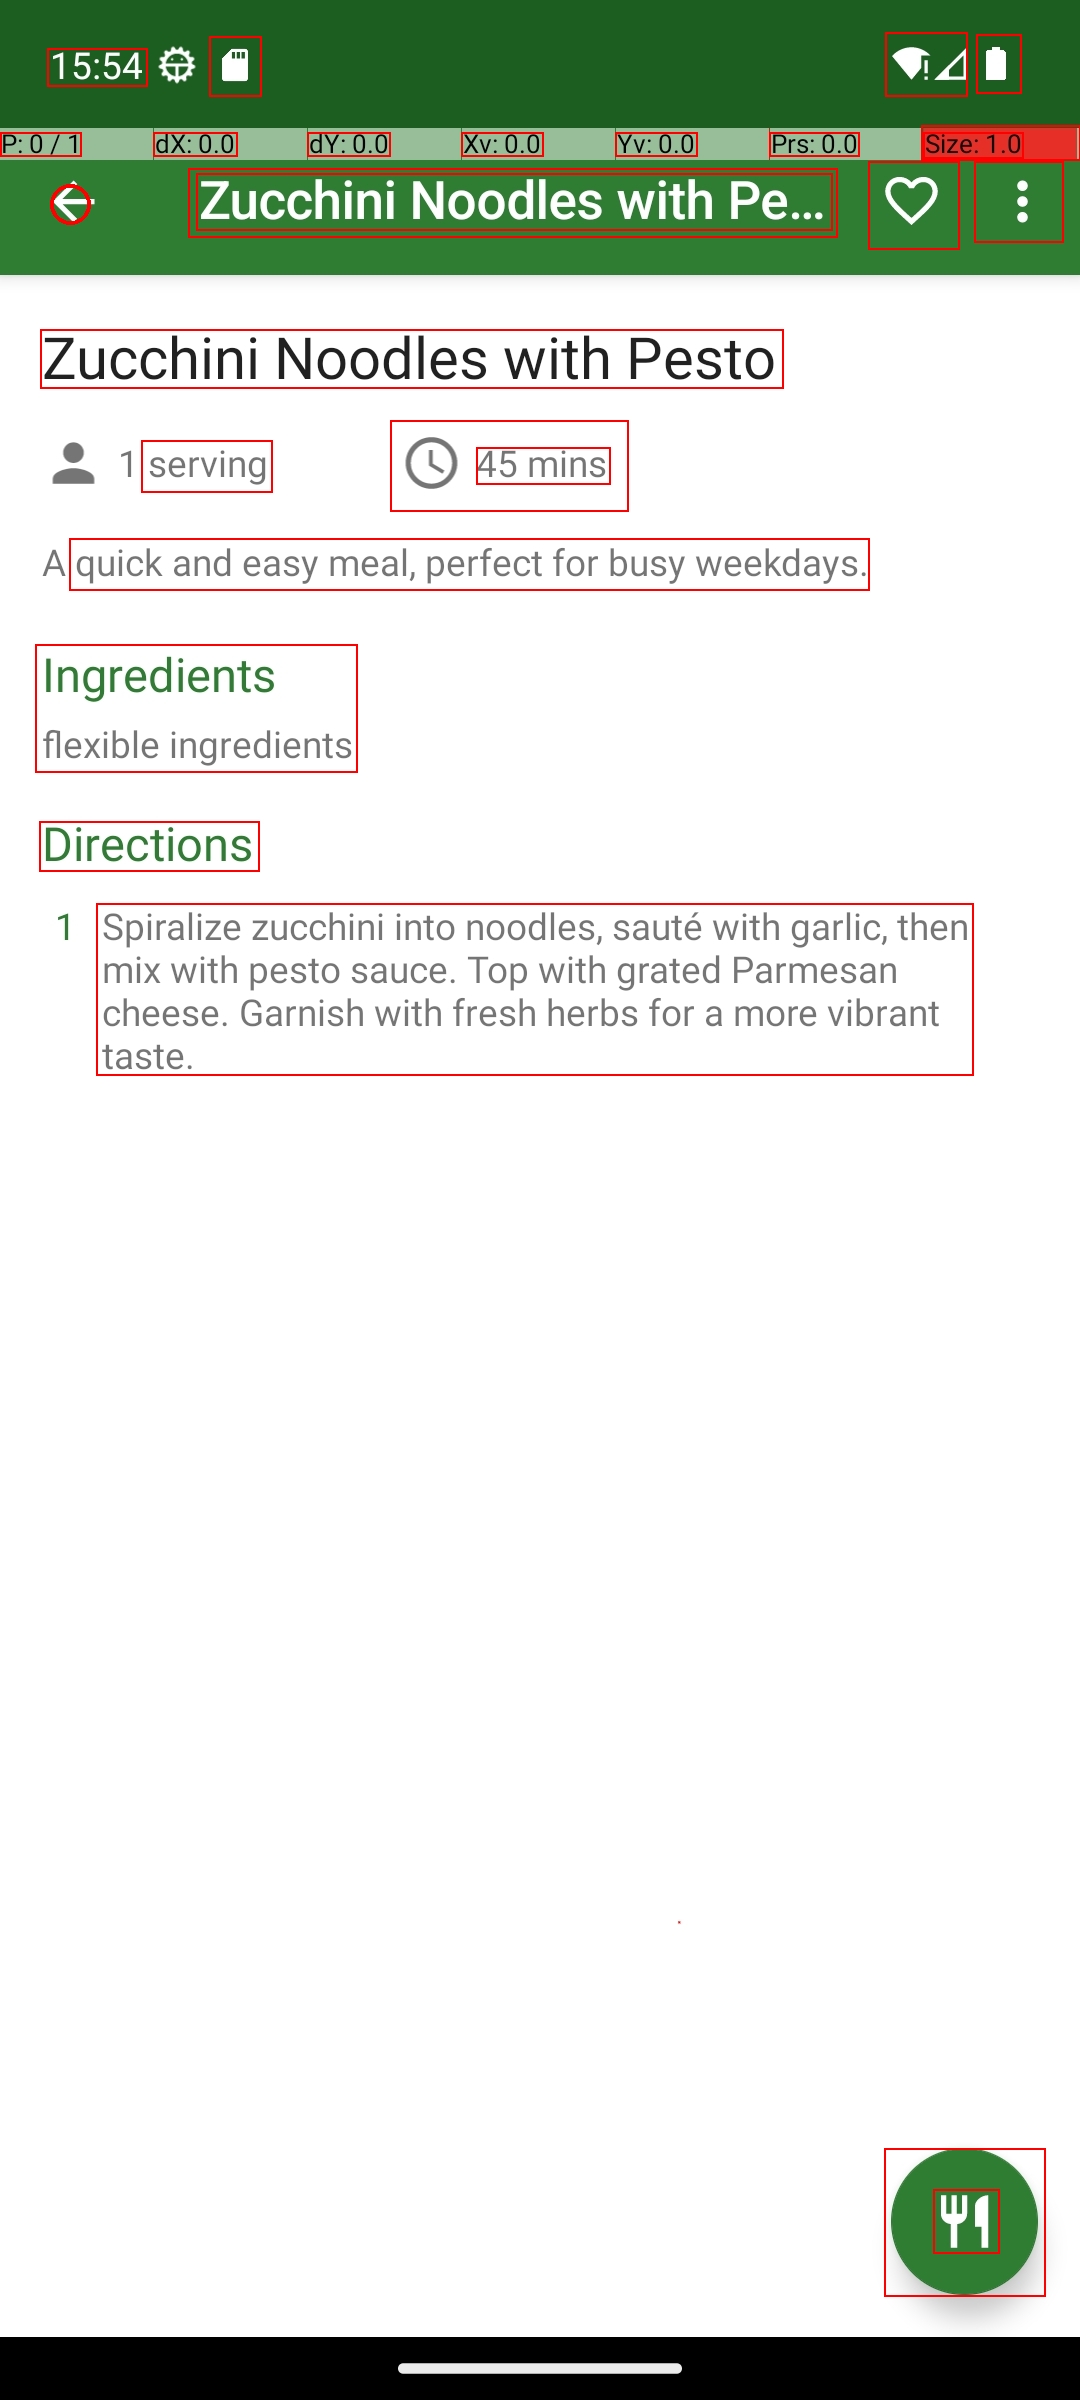 15:54
P: 0 / 1 dX: 0.0 dY: 0.0 Xv: 0.0 Yv: 0.0 Prs: 0.0 Size: 1.0
Zucchini Noodles with Pe...
Zucchini Noodles with Pesto
1 serving 45 mins
A quick and easy meal, perfect for busy weekdays.
Ingredients
flexible ingredients
Directions
1 Spiralize zucchini into noodles, sauté with garlic, then
mix with pesto sauce. Top with grated Parmesan
cheese. Garnish with fresh herbs for a more vibrant
taste.